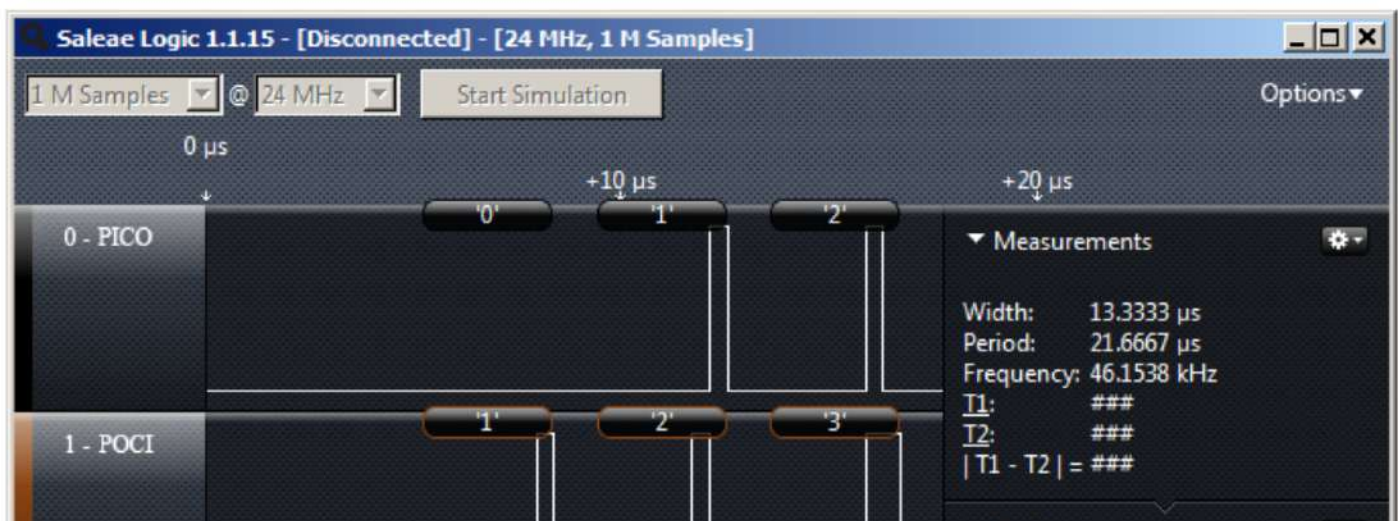 Saleae Logic 1.1.15 - [Disconnected] - [24 MHz, 1 M Samples]
1 M Samples @ 24 MHz Start Simulation Options
0 µs
+10 µs +20 µs
'0' '1' '2'
0 - PICO
Measurements
Width: 13.3333 µs
Period: 21.6667 µs
Frequency: 46.1538 kHz
T1: ###
T2: ###
| T1 - T2 | = ###
'1' '2' '3'
1 - POCI